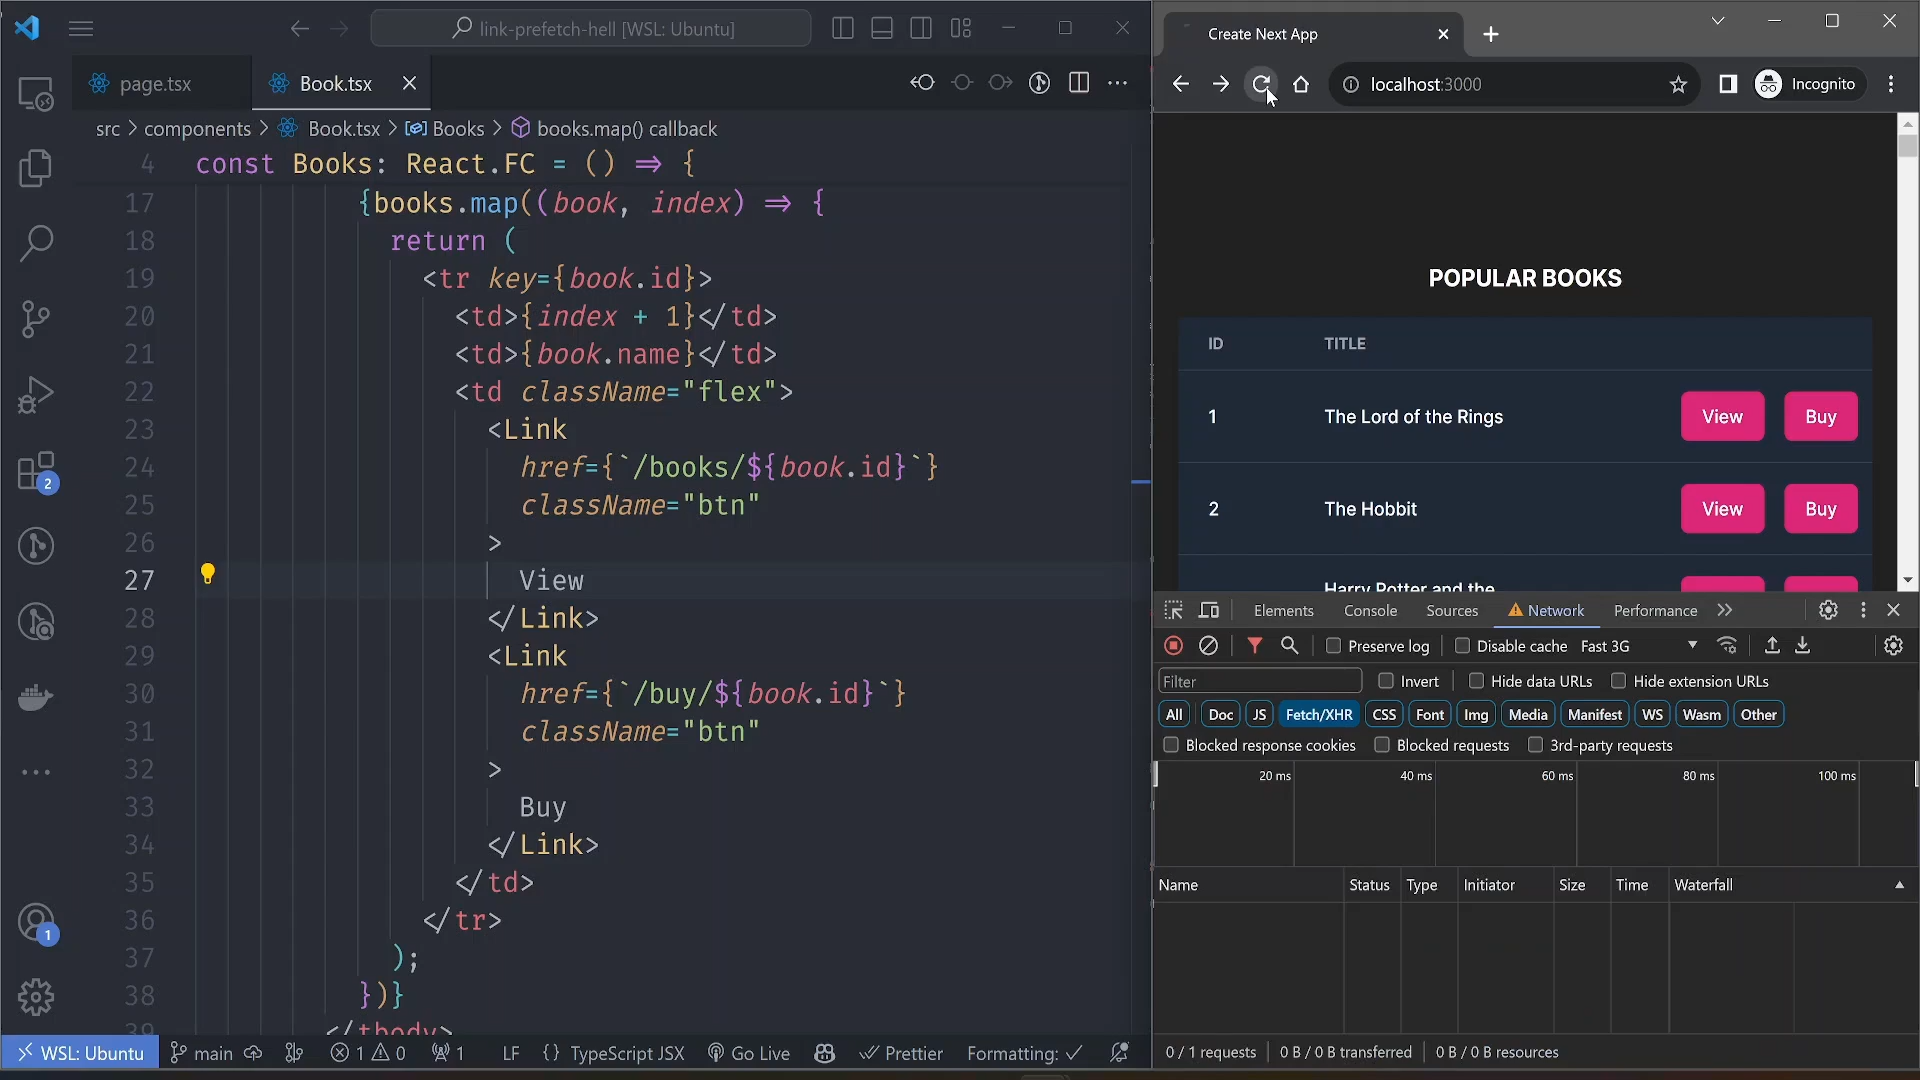 link-prefetch-hell [WSL: Ubuntu]
page.tsx
Book.tsx
src > components > Book.tsx > Books > books.map() callback
4 const Books: React.FC = () ⇒ {
17 {books.map((book, index) ⇒ {
18 return (
19 <tr key={book.id}>
20 <td>{index + 1}</td>
21 <td>{book.name}</td>
22 <td className="flex">
23 <Link
24 href={`/books/${book.id}`}
25 className="btn"
26 >
27 View
28 </Link>
29 <Link
30 href={`/buy/${book.id}`}
31 className="btn"
32 >
33 Buy
34 </Link>
35 </td>
36 </tr>
37 );
38 })}
39 </tbody>
2
1
WSL: Ubuntu main 1 0 1 LF {} TypeScript JSX Go Live Prettier Formatting: ✓
Create Next App
localhost:3000
Incognito
POPULAR BOOKS
ID TITLE
1 The Lord of the Rings View Buy
2 The Hobbit View Buy
Harry Potter and the
Elements Console Sources Network Performance
Preserve log Disable cache Fast 3G
Filter Invert Hide data URLs Hide extension URLs
All Doc JS Fetch/XHR CSS Font Img Media Manifest WS Wasm Other
Blocked response cookies Blocked requests 3rd-party requests
20 ms 40 ms 60 ms 80 ms 100 ms
Name Status Type Initiator Size Time Waterfall
0 / 1 requests 0 B / 0 B transferred 0 B / 0 B resources